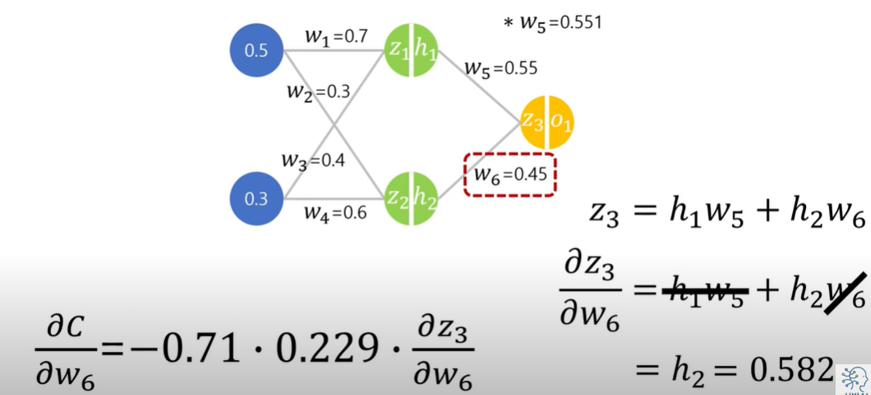 * w₅=0.551
0.5
w₁=0.7
z₁ h₁
w₅=0.55
w₂=0.3
z₃ o₁
w₃=0.4
w₆=0.45
0.3
w₄=0.6
z₂ h₂
z₃ = h₁w₅ + h₂w₆
∂z₃/∂w₆ = h₁w₅ + h₂w₆
= h₂ = 0.582
∂C/∂w₆ = −0.71 · 0.229 · ∂z₃/∂w₆